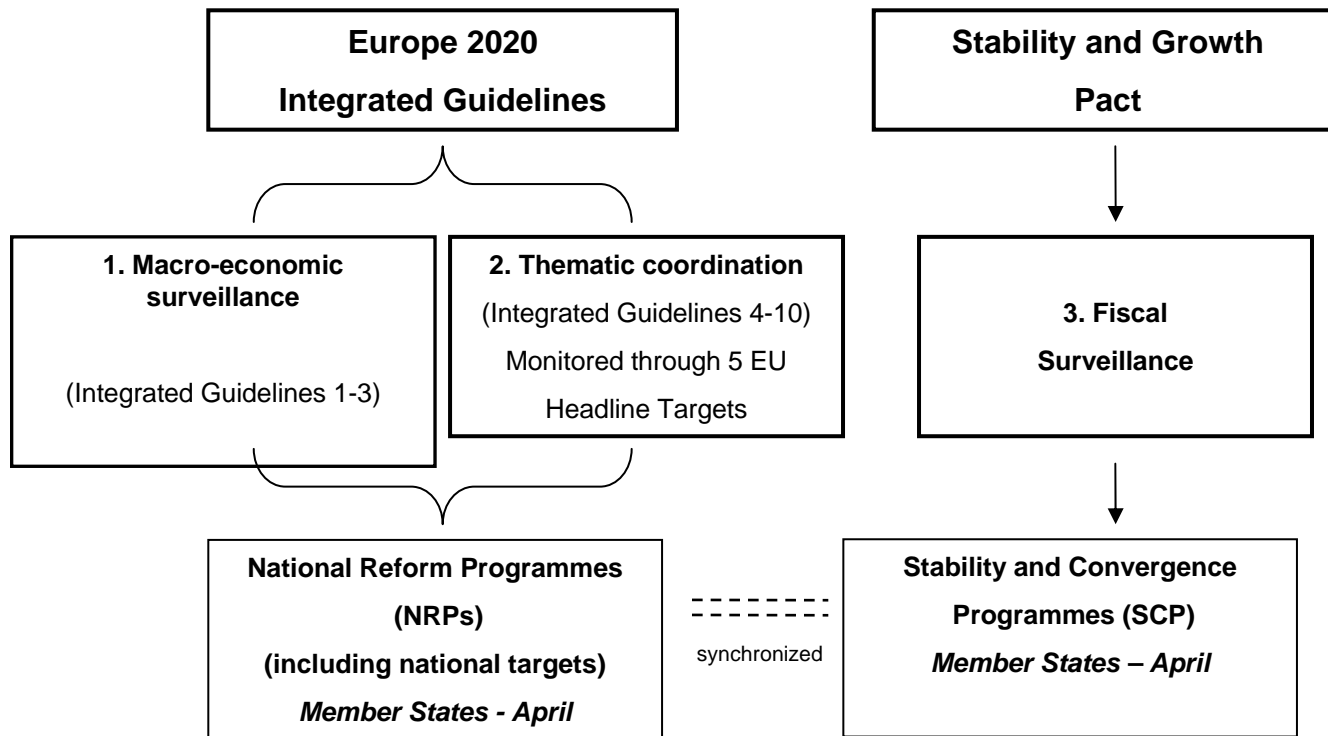 Europe 2020
Integrated Guidelines
Stability and Growth
Pact
1. Macro-economic
surveillance
(Integrated Guidelines 1-3)
2. Thematic coordination
(Integrated Guidelines 4-10)
Monitored through 5 EU
Headline Targets
3. Fiscal
Surveillance
National Reform Programmes
(NRPs)
(including national targets)
Member States - April
synchronized
Stability and Convergence
Programmes (SCP)
Member States – April